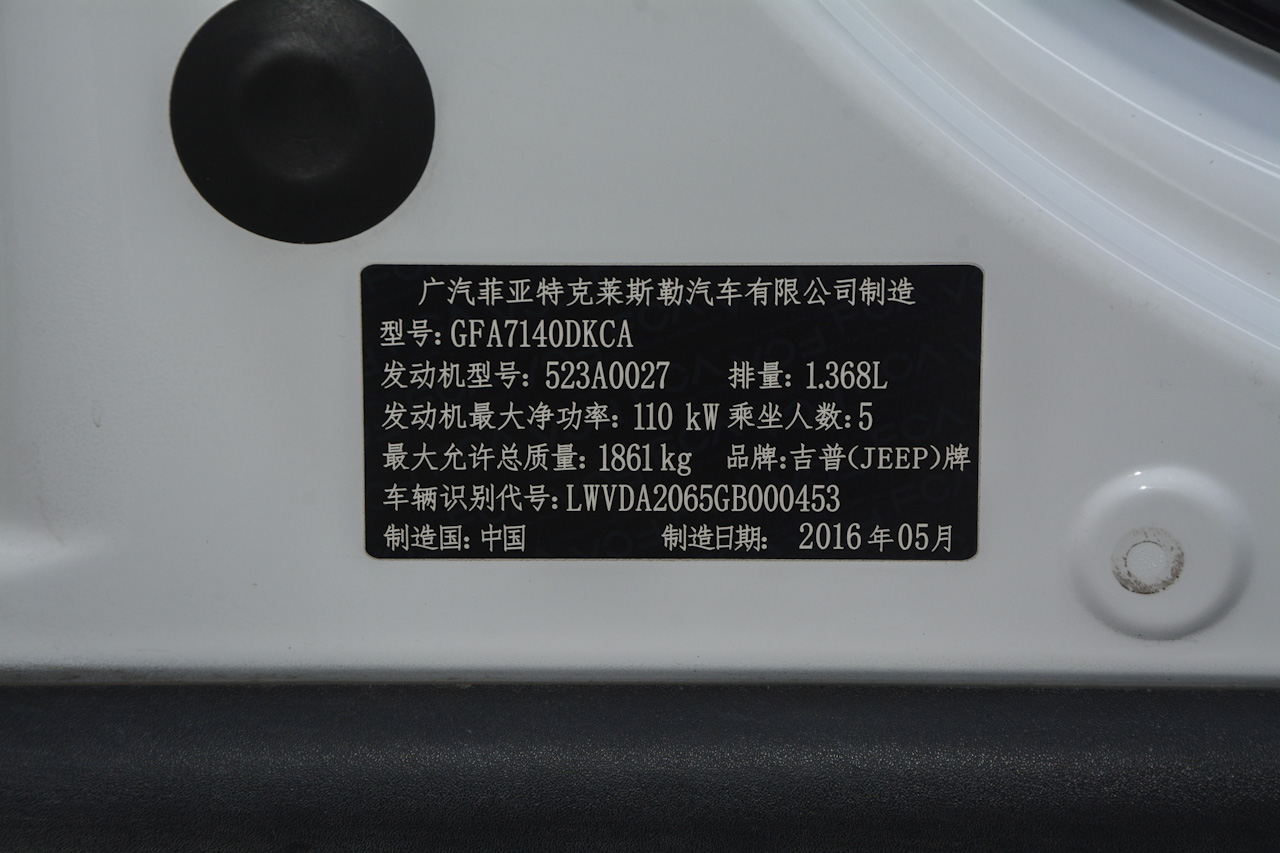 广汽菲亚特克莱斯勒汽车有限公司制造
型号: GFA7140DKCA
发动机型号: 523A0027 排量: 1.368L
发动机最大净功率: 110 kW 乘坐人数: 5
最大允许总质量: 1861kg 品牌: 吉普(JEEP)牌
车辆识别代号: LWVDA2065GB000453
制造国: 中国 制造日期: 2016年05月